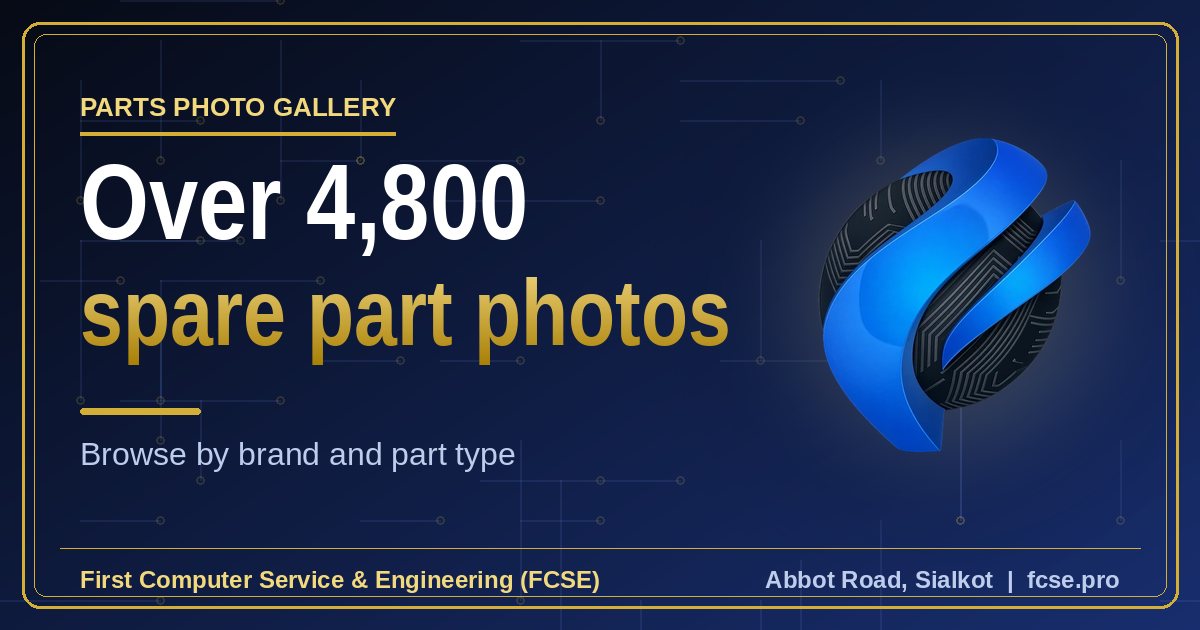 PARTS PHOTO GALLERY
Over 4,800
spare part photos
Browse by brand and part type
First Computer Service & Engineering (FCSE)
Abbot Road, Sialkot | fcse.pro